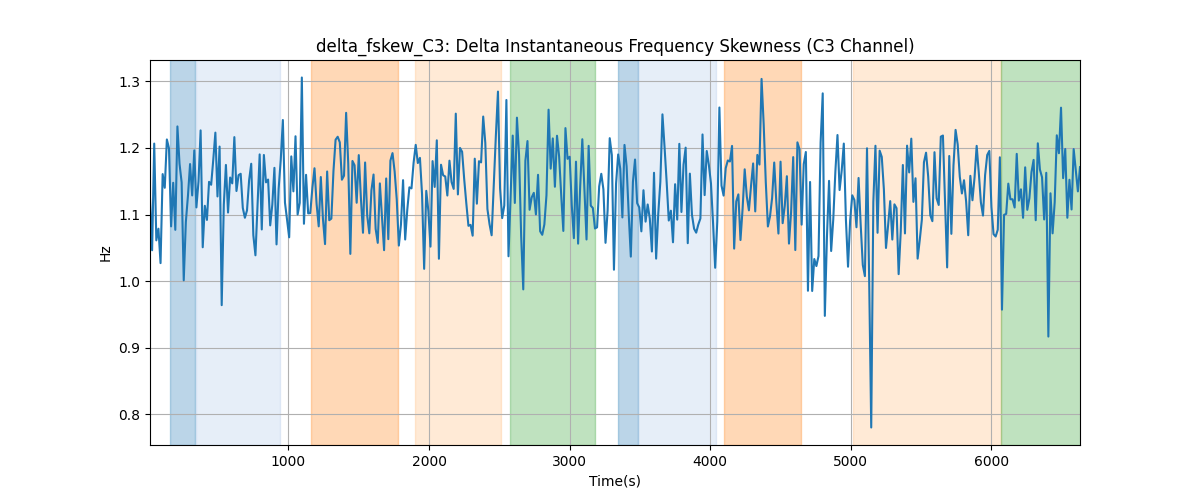 delta_fskew_C3: Delta Instantaneous Frequency Skewness (C3 Channel)
1.3
1.2
1.1
1.0
0.9
0.8
Hz
1000 2000 3000 4000 5000 6000
Time(s)